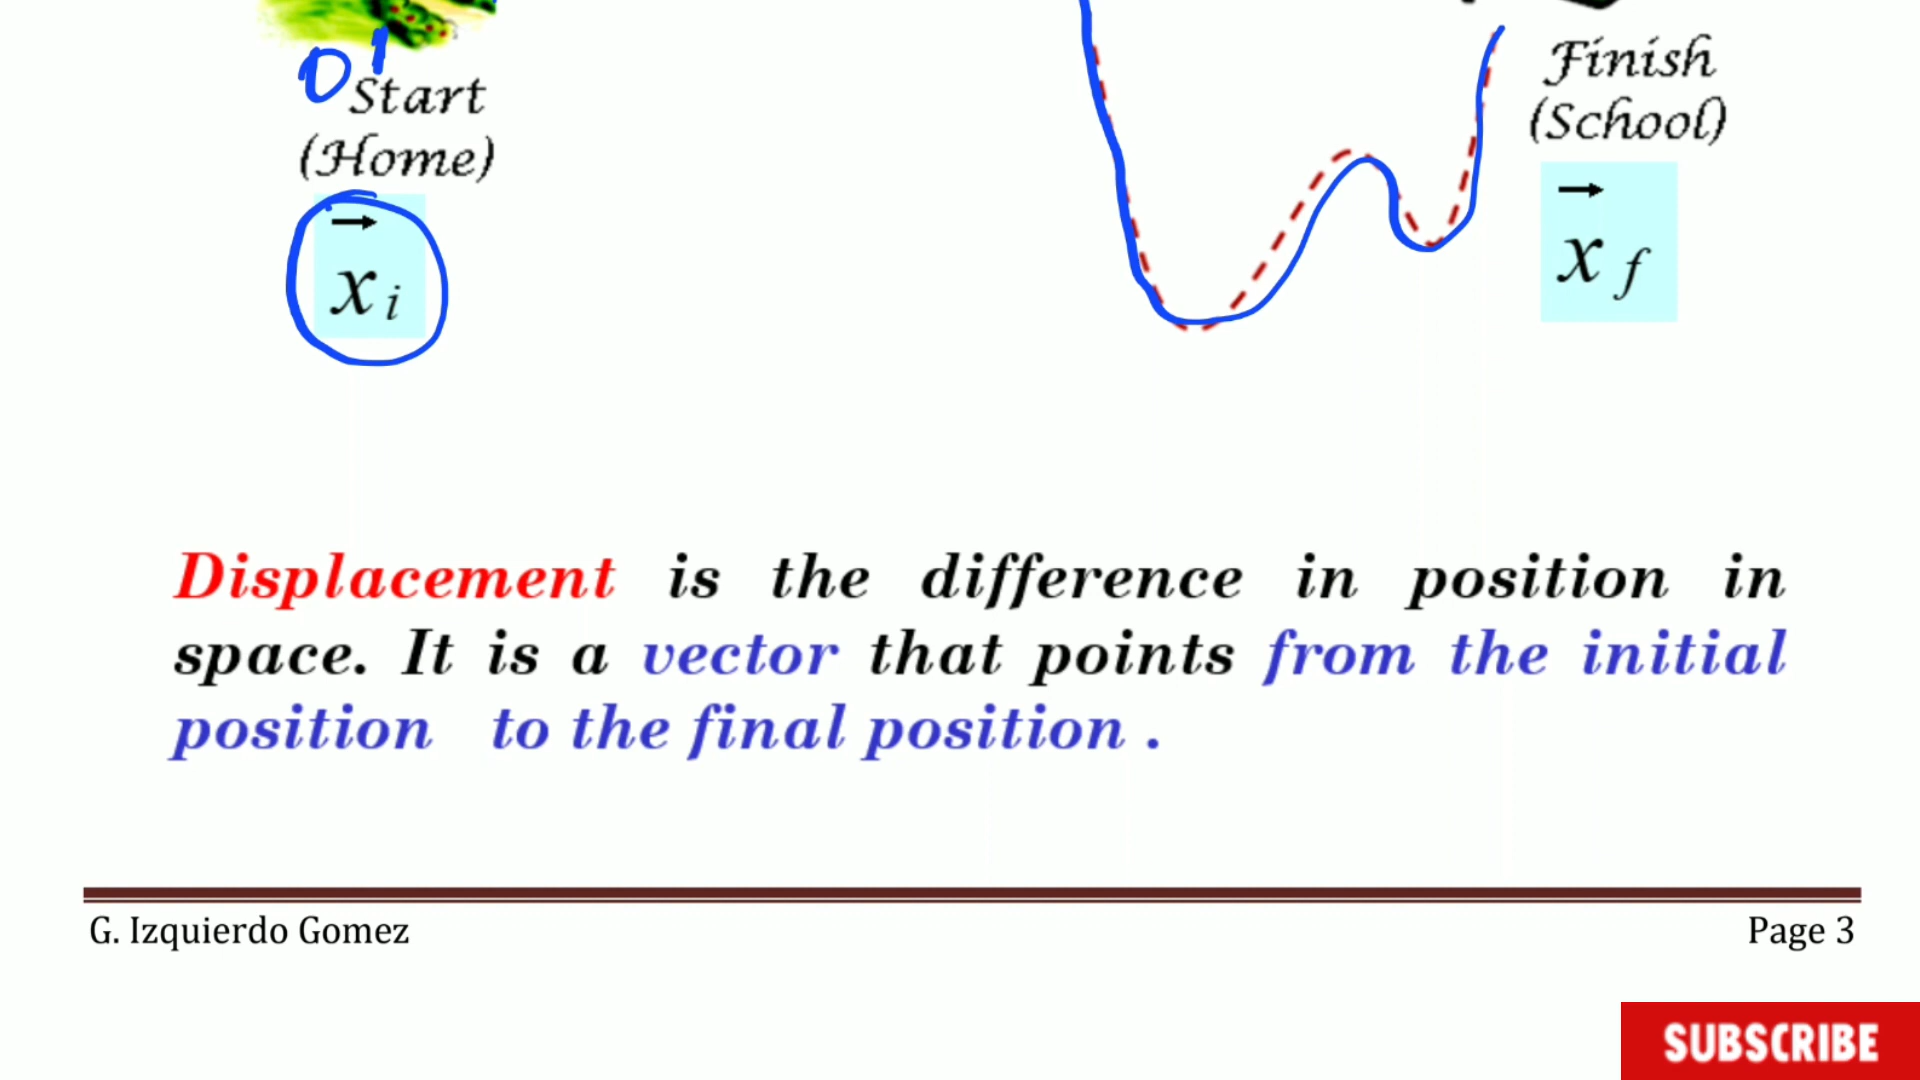 01
Start
(Home)
x i
Finish
(School)
x f
Displacement is the difference in position in
space. It is a vector that points from the initial
position to the final position .
G. Izquierdo Gomez
Page 3
SUBSCRIBE